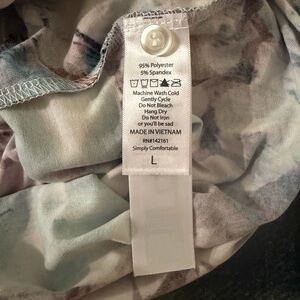 95% Polyester
5% Spandex
Machine Wash Cold
Gently Cycle
Do Not Bleach
Hang Dry
Do Not Iron
or you'll be sad
MADE IN VIETNAM
RN#142161
Simply Comfortable
L